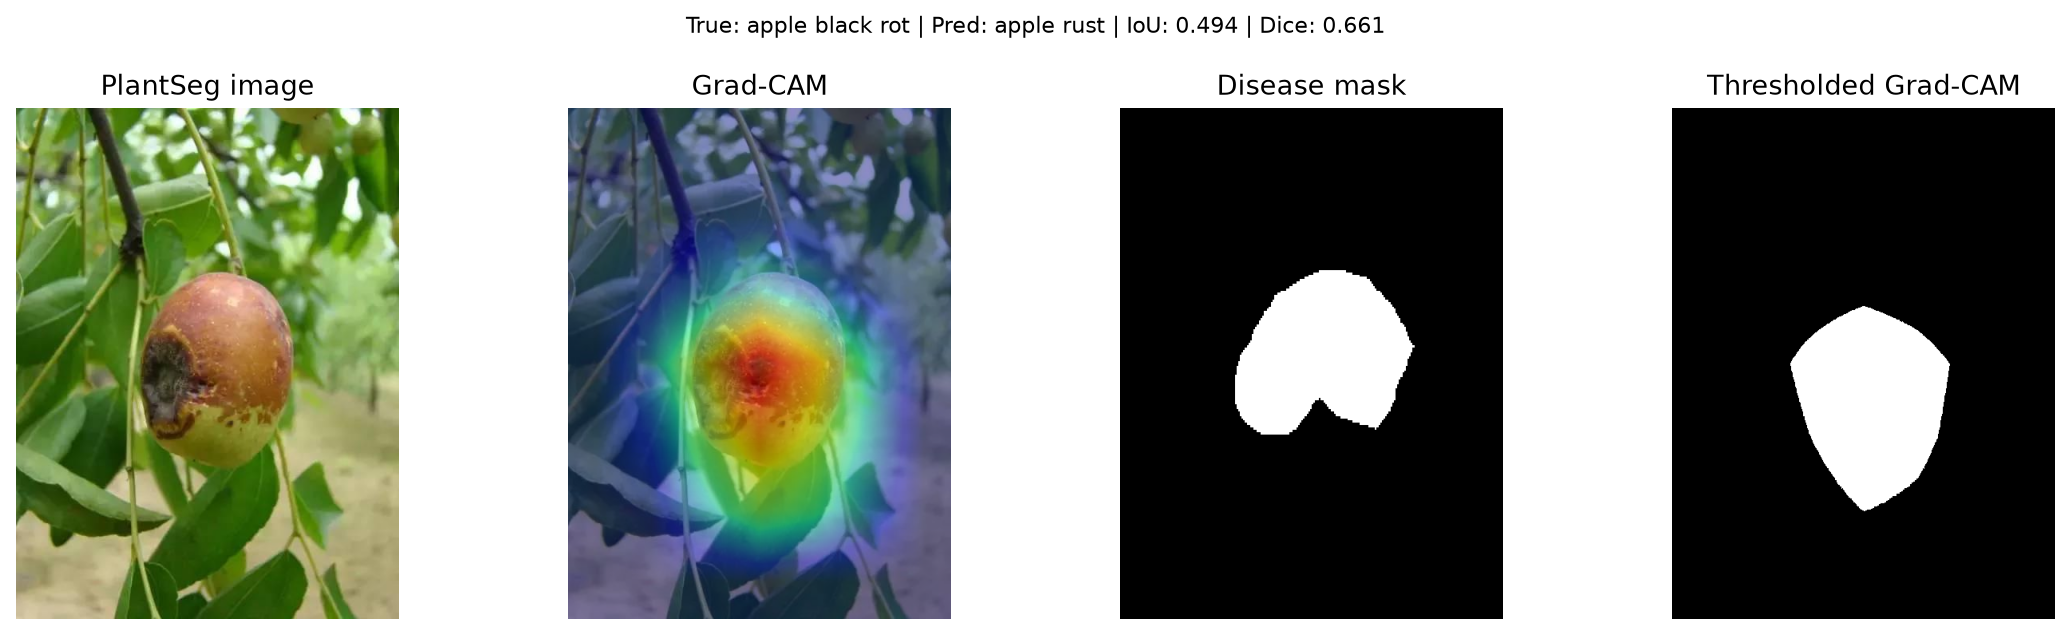 True: apple black rot | Pred: apple rust | IoU: 0.494 | Dice: 0.661
PlantSeg image
Grad-CAM
Disease mask
Thresholded Grad-CAM